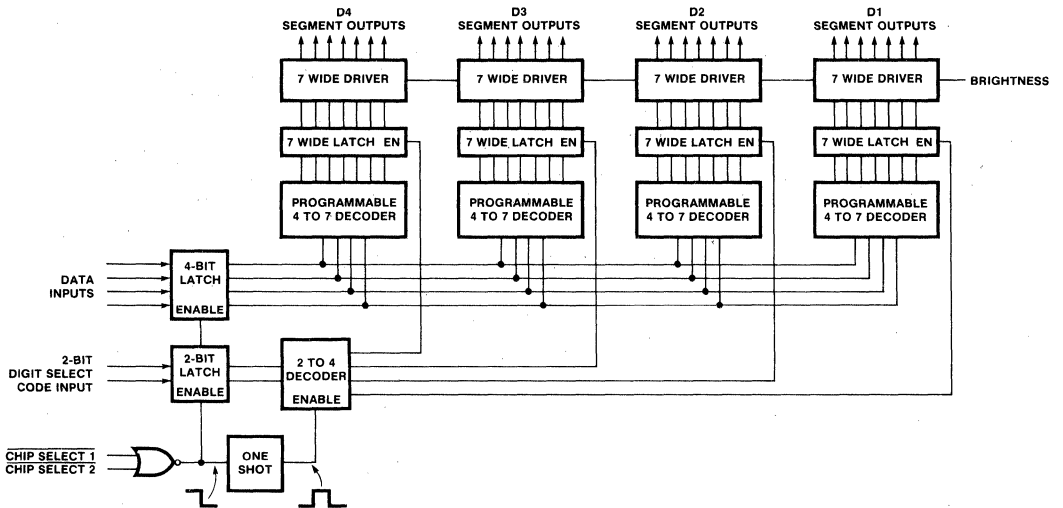 D4
SEGMENT OUTPUTS
D3
SEGMENT OUTPUTS
D2
SEGMENT OUTPUTS
D1
SEGMENT OUTPUTS
7 WIDE DRIVER
7 WIDE DRIVER
7 WIDE DRIVER
7 WIDE DRIVER
BRIGHTNESS
7 WIDE LATCH EN
7 WIDE LATCH EN
7 WIDE LATCH EN
7 WIDE LATCH EN
PROGRAMMABLE
4 TO 7 DECODER
PROGRAMMABLE
4 TO 7 DECODER
PROGRAMMABLE
4 TO 7 DECODER
PROGRAMMABLE
4 TO 7 DECODER
DATA
INPUTS
4-BIT
LATCH
ENABLE
2-BIT
DIGIT SELECT
CODE INPUT
2-BIT
LATCH
ENABLE
2 TO 4
DECODER
ENABLE
CHIP SELECT 1
CHIP SELECT 2
ONE
SHOT